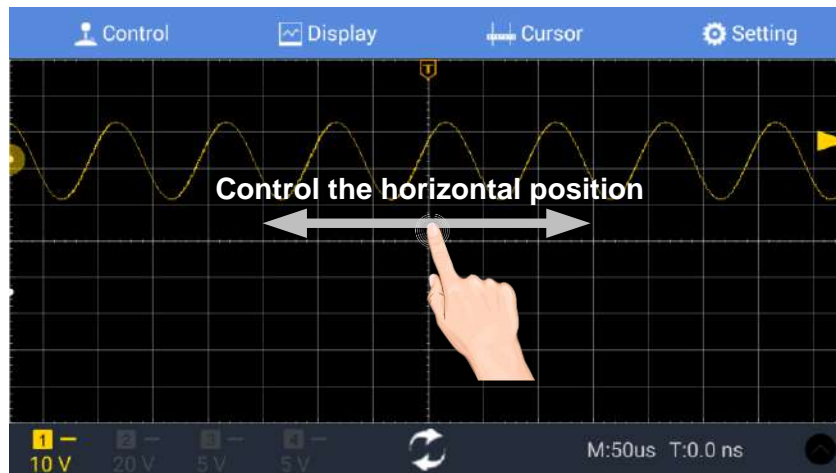 Control Display Cursor Setting
T
Control the horizontal position
1 2 3 4
10 V 20 V 5 V 5 V M:50us T:0.0 ns